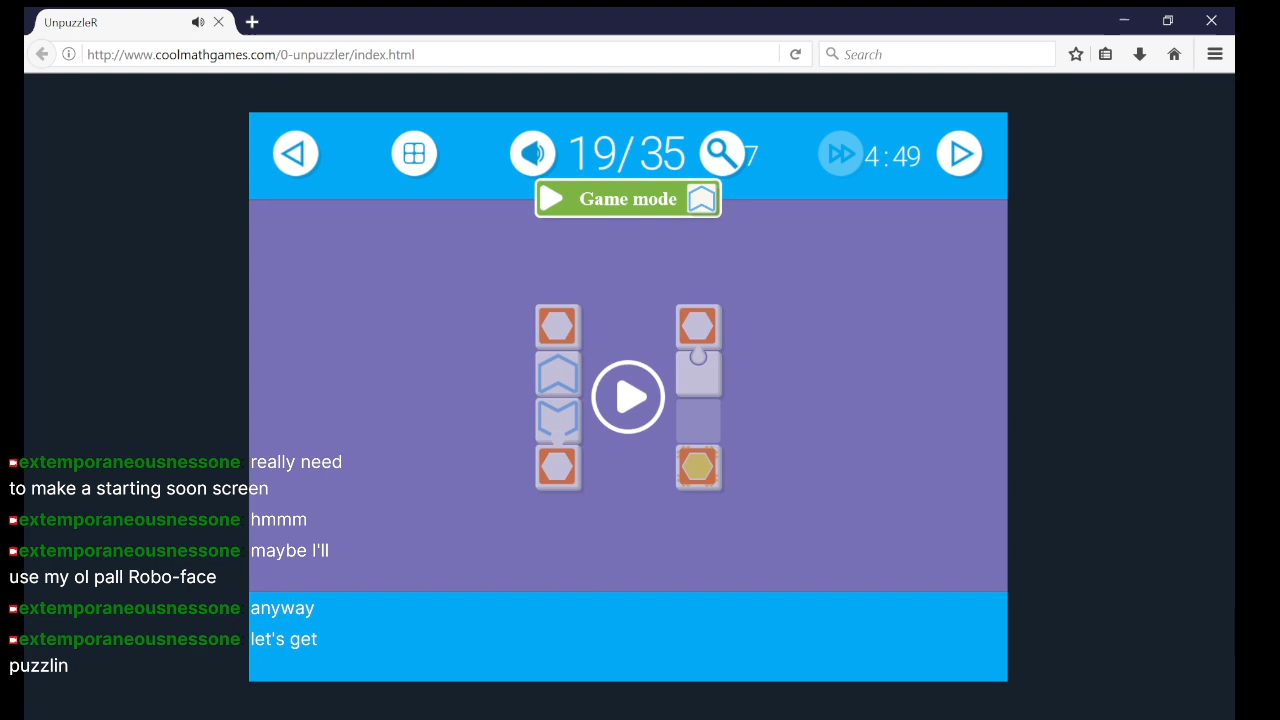 UnpuzzleR
http://www.coolmathgames.com/0-unpuzzler/index.html
Search
19/35
7
4:49
Game mode
extemporaneousnessone really need
to make a starting soon screen
extemporaneousnessone hmmm
extemporaneousnessone maybe I'll
use my ol pall Robo-face
extemporaneousnessone anyway
extemporaneousnessone let's get
puzzlin